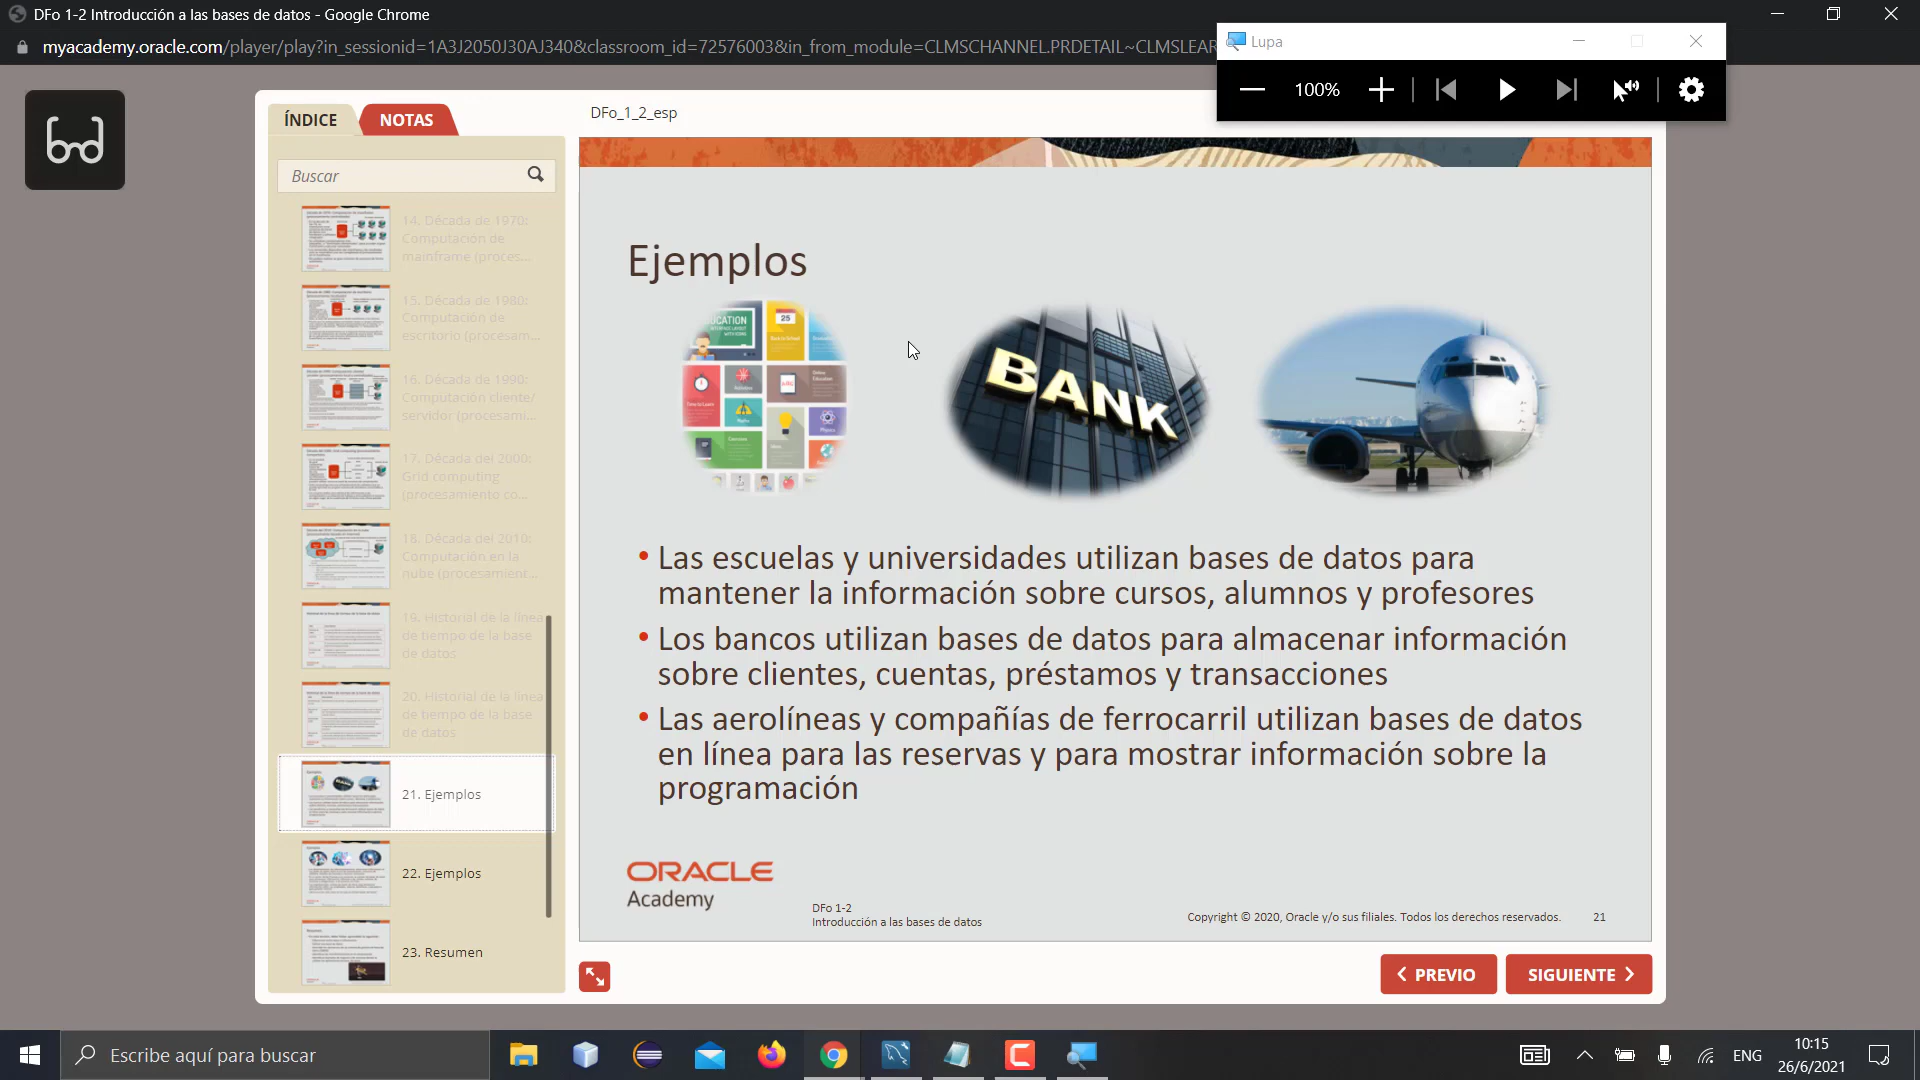 DFo 1-2 Introducción a las bases de datos - Google Chrome
myacademy.oracle.com/player/play?in_sessionid=1A3J2050J30AJ340&classroom_id=72576003&in_from_module=CLMSCHANNEL.PRDETAIL~CLMSLEAR
Lupa
100%
ÍNDICE
NOTAS
DFo_1_2_esp
Buscar
14. Década de 1970:
Computación de
mainframe (proces...
15. Década de 1980:
Computación de
escritorio (procesam...
16. Década de 1990:
Computación cliente/
servidor (procesami...
17. Década del 2000:
Grid computing
(procesamiento co...
18. Década del 2010:
Computación en la
nube (procesamient...
19. Historial de la línea
de tiempo de la base
de datos
20. Historial de la línea
de tiempo de la base
de datos
21. Ejemplos
22. Ejemplos
23. Resumen
Ejemplos
25
BANK
• Las escuelas y universidades utilizan bases de datos para
mantener la información sobre cursos, alumnos y profesores
• Los bancos utilizan bases de datos para almacenar información
sobre clientes, cuentas, préstamos y transacciones
• Las aerolíneas y compañías de ferrocarril utilizan bases de datos
en línea para las reservas y para mostrar información sobre la
programación
ORACLE
Academy
DFo 1-2
Introducción a las bases de datos
Copyright © 2020, Oracle y/o sus filiales. Todos los derechos reservados.
21
PREVIO
SIGUIENTE
Escribe aquí para buscar
ENG
10:15
26/6/2021